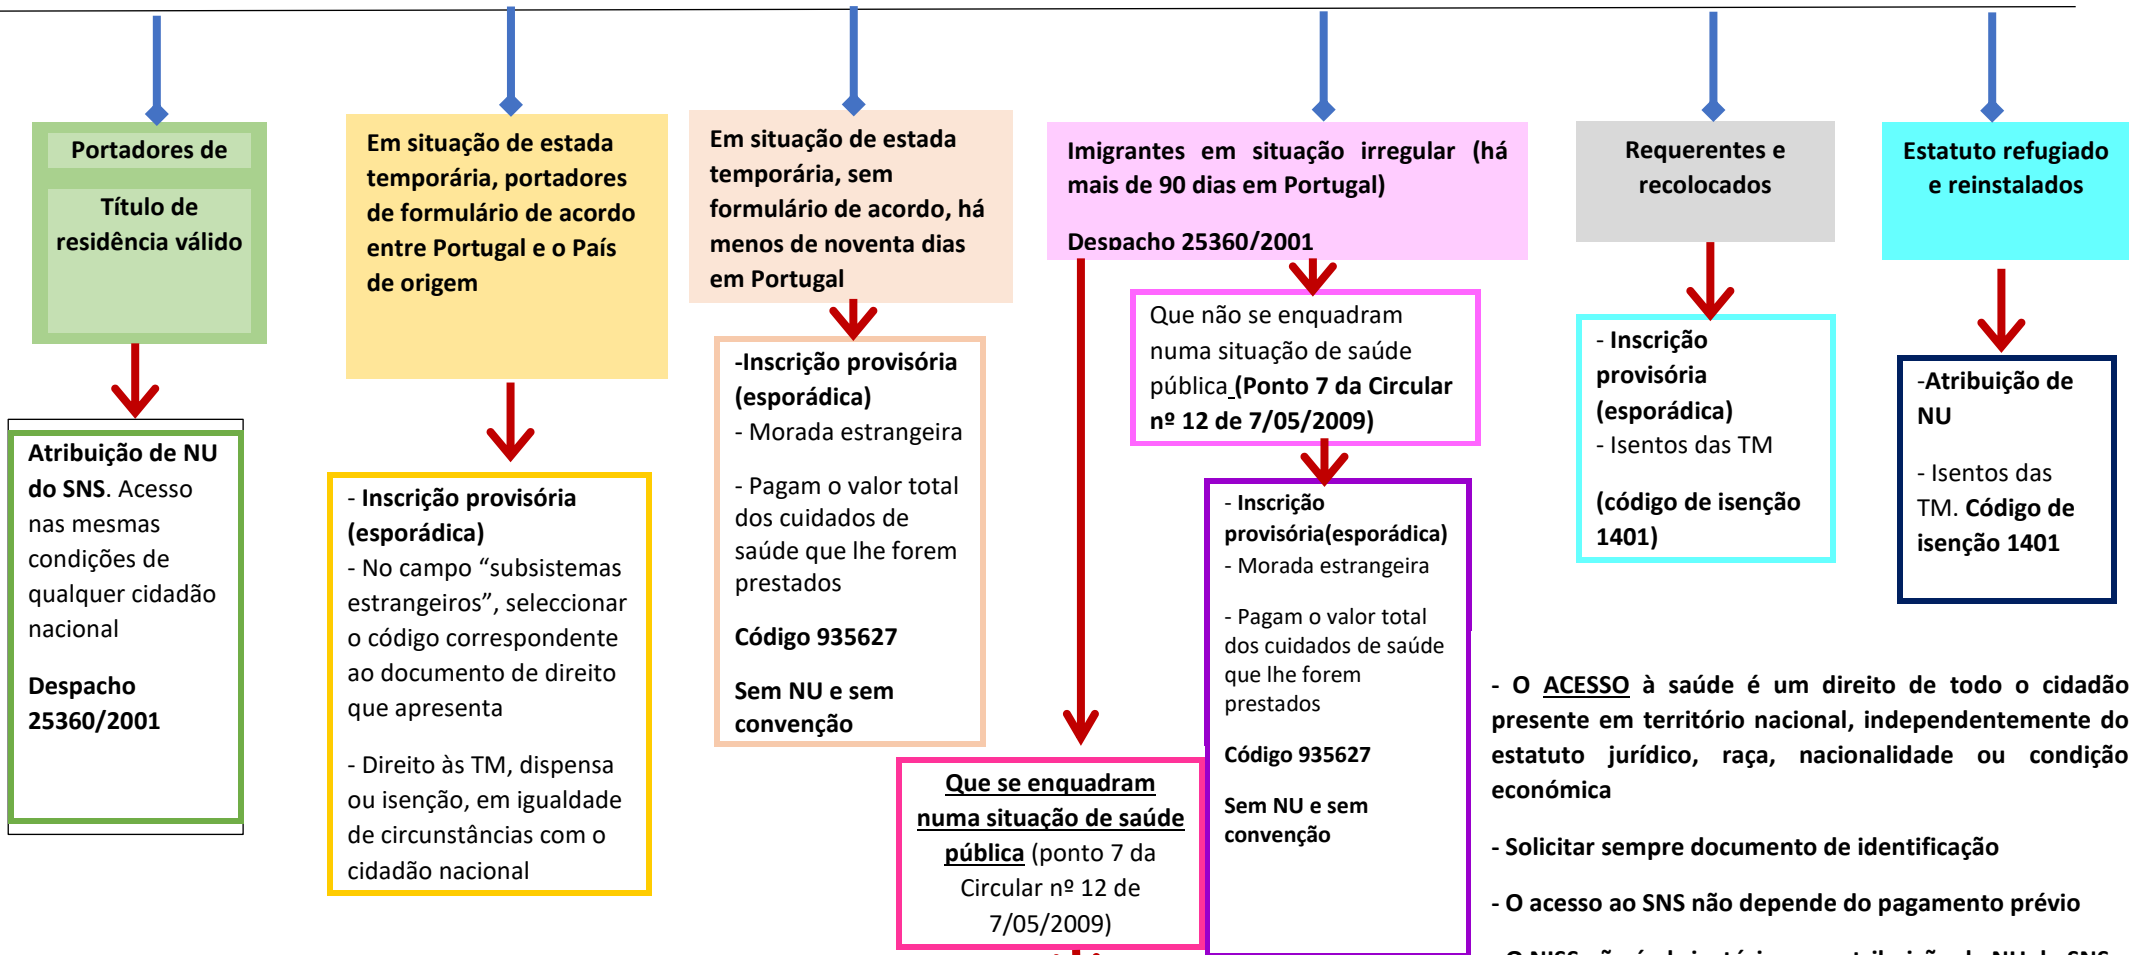 Portadores de
Título de
residência válido
Atribuição de NU
do SNS. Acesso
nas mesmas
condições de
qualquer cidadão
nacional
Despacho
25360/2001
Em situação de estada
temporária, portadores
de formulário de acordo
entre Portugal e o País
de origem
- Inscrição provisória
(esporádica)
- No campo “subsistemas
estrangeiros”, seleccionar
o código correspondente
ao documento de direito
que apresenta
- Direito às TM, dispensa
ou isenção, em igualdade
de circunstâncias com o
cidadão nacional
Em situação de estada
temporária, sem
formulário de acordo, há
menos de noventa dias
em Portugal
-Inscrição provisória
(esporádica)
- Morada estrangeira
- Pagam o valor total
dos cuidados de
saúde que lhe forem
prestados
Código 935627
Sem NU e sem
convenção
Imigrantes em situação irregular (há
mais de 90 dias em Portugal)
Despacho 25360/2001
Que não se enquadram
numa situação de saúde
pública (Ponto 7 da Circular
nº 12 de 7/05/2009)
- Inscrição
provisória(esporádica)
- Morada estrangeira
- Pagam o valor total
dos cuidados de saúde
que lhe forem
prestados
Código 935627
Sem NU e sem
convenção
Que se enquadram
numa situação de saúde
pública (ponto 7 da
Circular nº 12 de
7/05/2009)
Requerentes e
recolocados
- Inscrição
provisória
(esporádica)
- Isentos das TM
(código de isenção
1401)
Estatuto refugiado
e reinstalados
-Atribuição de
NU
- Isentos das
TM. Código de
isenção 1401
- O ACESSO à saúde é um direito de todo o cidadão
presente em território nacional, independentemente do
estatuto jurídico, raça, nacionalidade ou condição
económica
- Solicitar sempre documento de identificação
- O acesso ao SNS não depende do pagamento prévio
- O NISS não é obrigatório